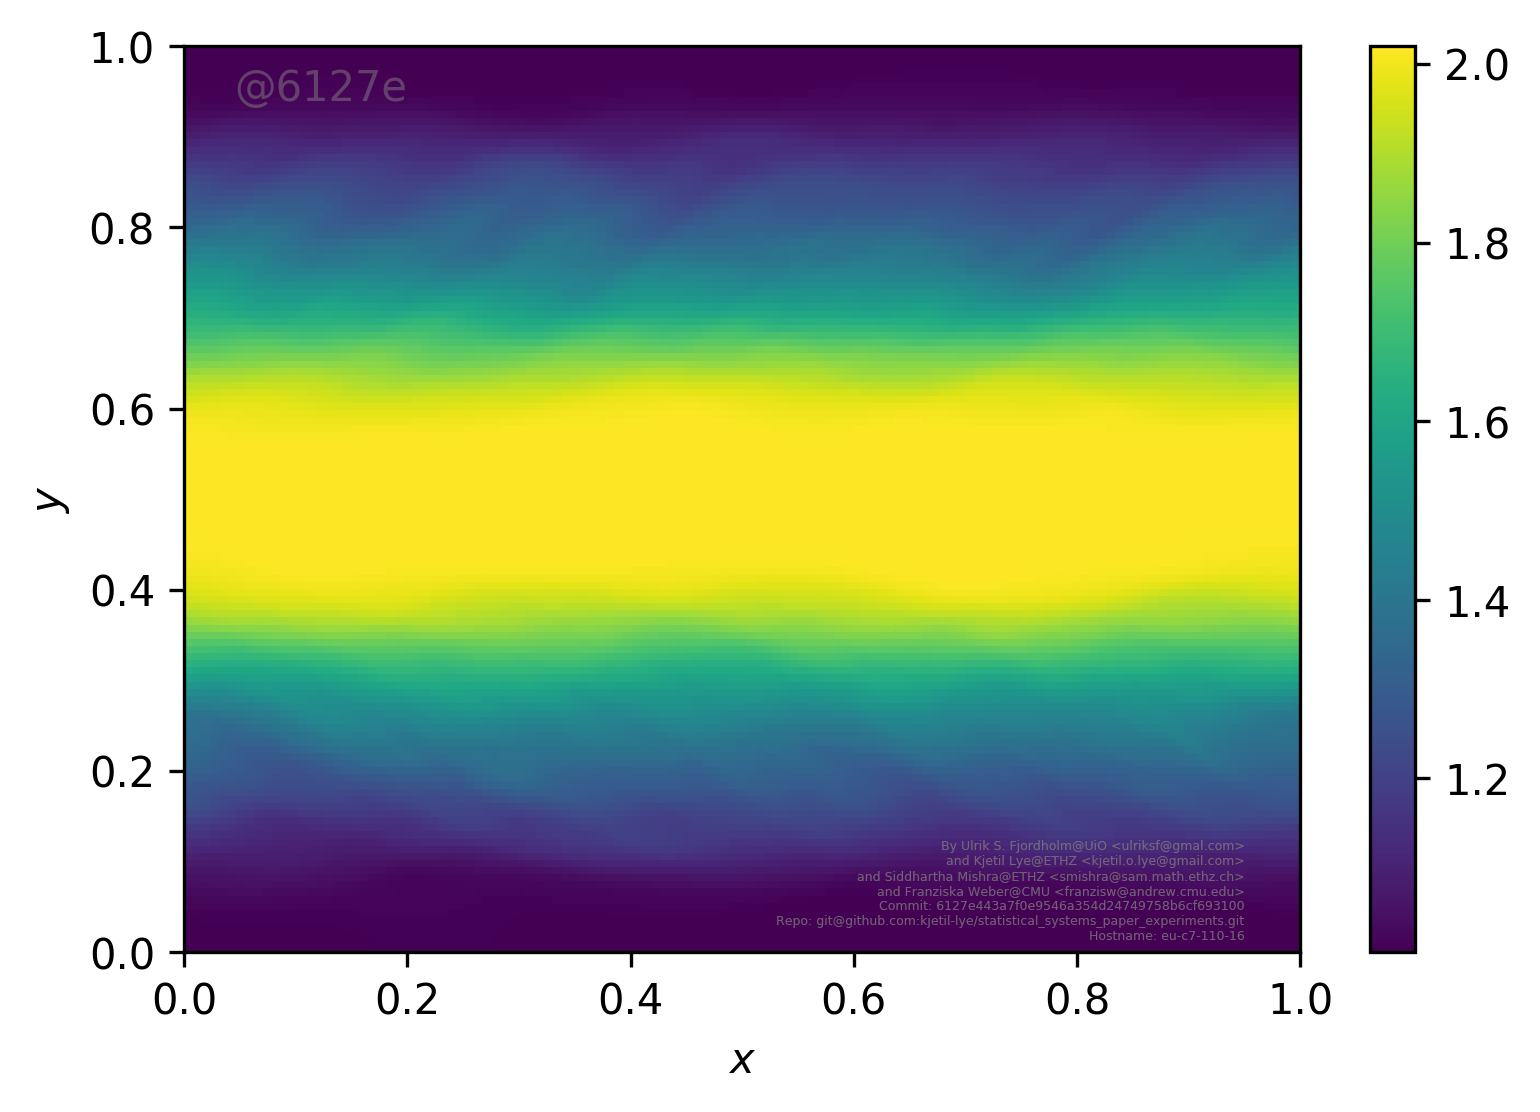 @6127e
1.0
0.8
0.6
0.4
0.2
0.0
y
0.0 0.2 0.4 0.6 0.8 1.0
x
2.0
1.8
1.6
1.4
1.2
By Ulrik S. Fjordholm@UiO <ulriksf@gmal.com>
and Kjetil Lye@ETHZ <kjetil.o.lye@gmail.com>
and Siddhartha Mishra@ETHZ <smishra@sam.math.ethz.ch>
and Franziska Weber@CMU <franzisw@andrew.cmu.edu>
Commit: 6127e443a7f0e9546a354d24749758b6cf693100
Repo: git@github.com:kjetil-lye/statistical_systems_paper_experiments.git
Hostname: eu-c7-110-16